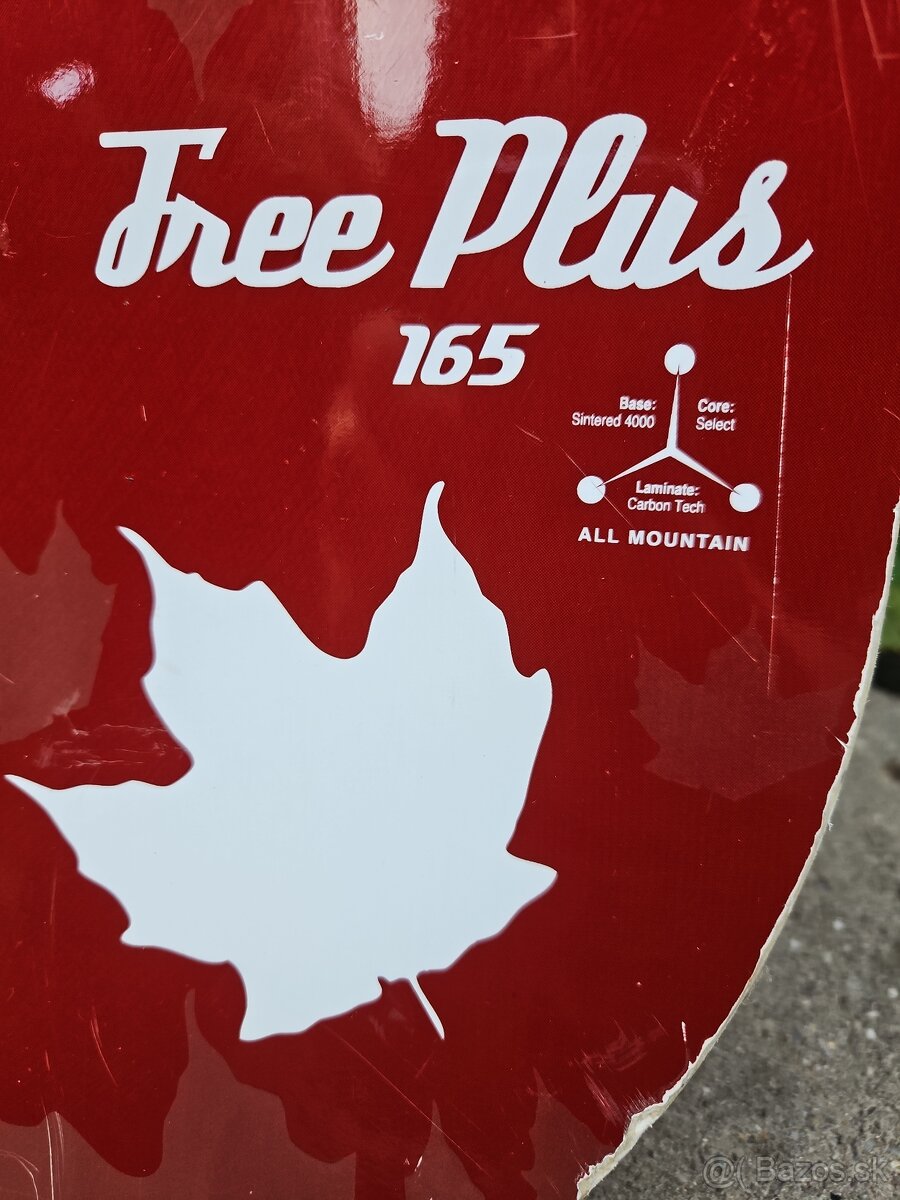 Free Plus
165
Base:
Sintered 4000
Core:
Select
Laminate:
Carbon Tech
ALL MOUNTAIN
@( Bazos.sk